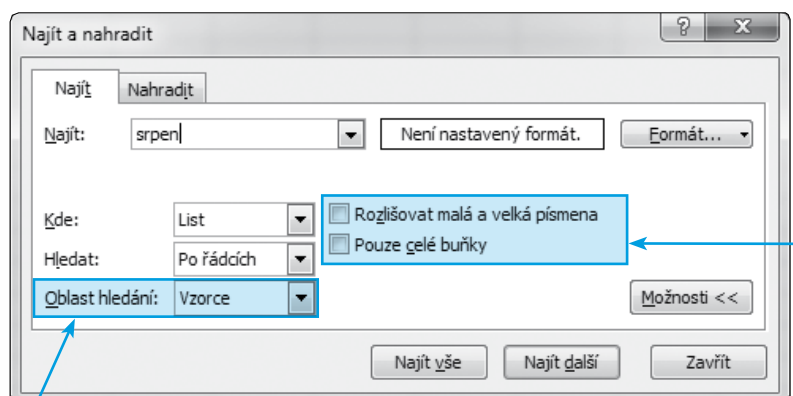 Najít a nahradit
Najít Nahradit
Najít: srpen Není nastavený formát. Formát...
Kde: List Rozlišovat malá a velká písmena
Hledat: Po řádcích Pouze celé buňky
Oblast hledání: Vzorce Možnosti <<
Najít vše Najít další Zavřít